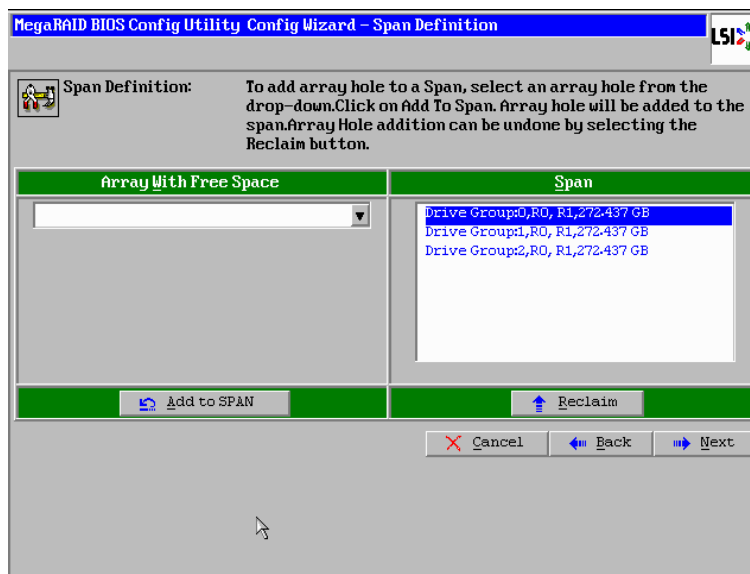 MegaRAID BIOS Config Utility Config Wizard - Span Definition
LSI
Span Definition:
To add array hole to a Span, select an array hole from the
drop-down.Click on Add To Span. Array hole will be added to the
span.Array Hole addition can be undone by selecting the
Reclaim button.
Array With Free Space
Span
Drive Group:0,R0, R1,272.437 GB
Drive Group:1,R0, R1,272.437 GB
Drive Group:2,R0, R1,272.437 GB
Add to SPAN
Reclaim
Cancel
Back
Next